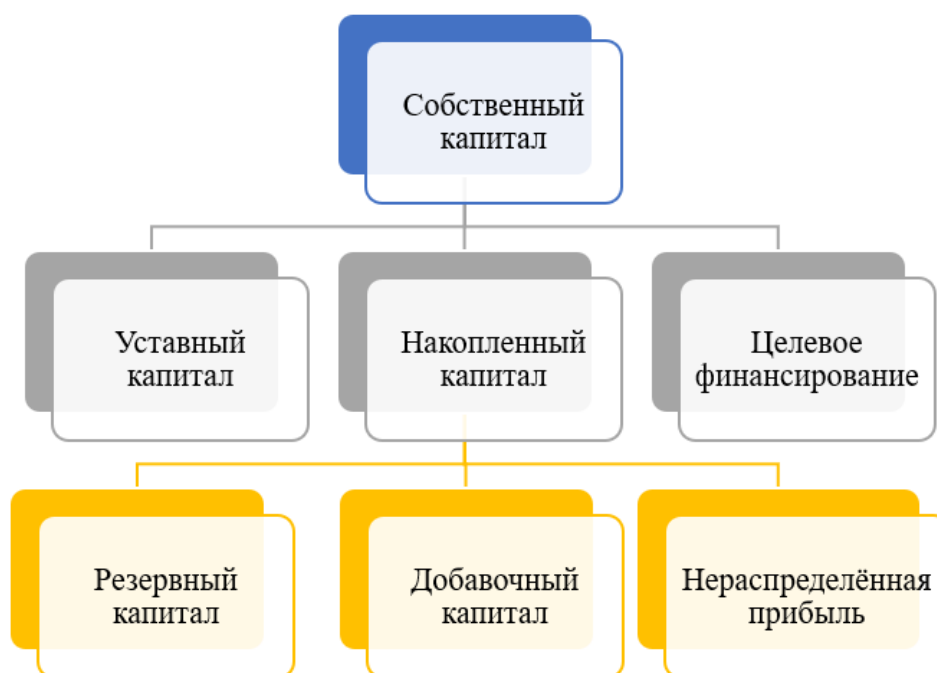 Собственный
капитал
Уставный
капитал
Накопленный
капитал
Целевое
финансирование
Резервный
капитал
Добавочный
капитал
Нераспределённая
прибыль